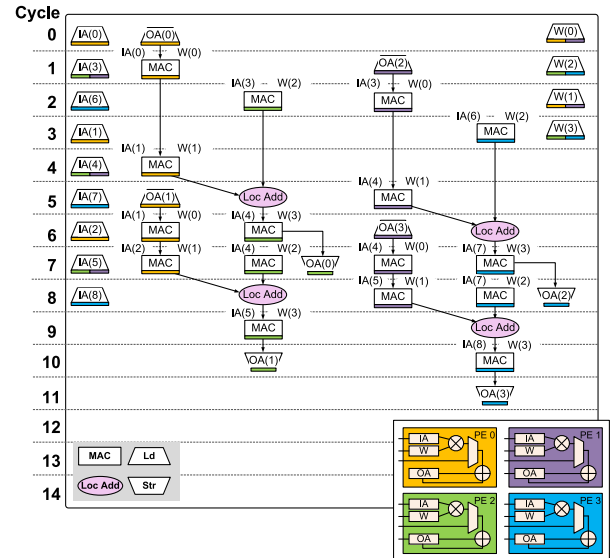 Cycle
0
IA(0)
OA(0)
W(0)
IA(0) W(0)
1
IA(3)
MAC
OA(2)
W(2)
IA(3) W(2)
IA(3) W(0)
2
IA(6)
MAC
MAC
W(1)
IA(6) W(2)
3
IA(1)
MAC
W(3)
IA(1) W(1)
4
IA(4)
MAC
IA(4) W(1)
5
IA(7)
OA(1)
Loc Add
MAC
IA(1) W(0)
IA(4) W(3)
6
IA(2)
MAC
MAC
OA(3)
Loc Add
IA(2) W(1)
IA(4) W(2)
IA(4) W(0)
IA(7) W(3)
7
IA(5)
MAC
MAC
OA(0)
MAC
MAC
IA(5) W(1)
IA(7) W(2)
8
IA(8)
Loc Add
MAC
MAC
OA(2)
IA(5) W(3)
9
MAC
Loc Add
IA(8) W(3)
10
OA(1)
MAC
11
OA(3)
12
13
14
MAC
Ld
Loc Add
Str
IA
W
OA
PE 0
IA
W
OA
PE 1
IA
W
OA
PE 2
IA
W
OA
PE 3